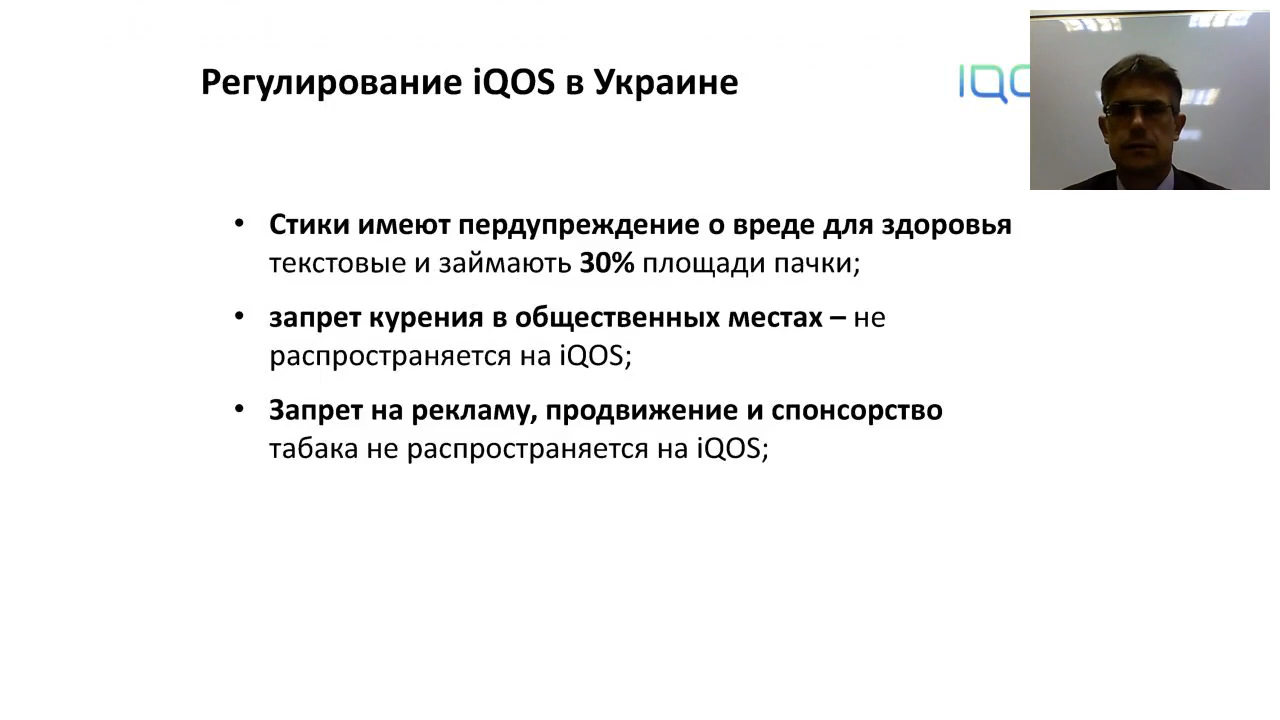 Регулирование iQOS в Украине
IQO
• Стики имеют пердупреждение о вреде для здоровья
текстовые и займають 30% площади пачки;
• запрет курения в общественных местах – не
распространяется на iQOS;
• Запрет на рекламу, продвижение и спонсорство
табака не распространяется на iQOS;